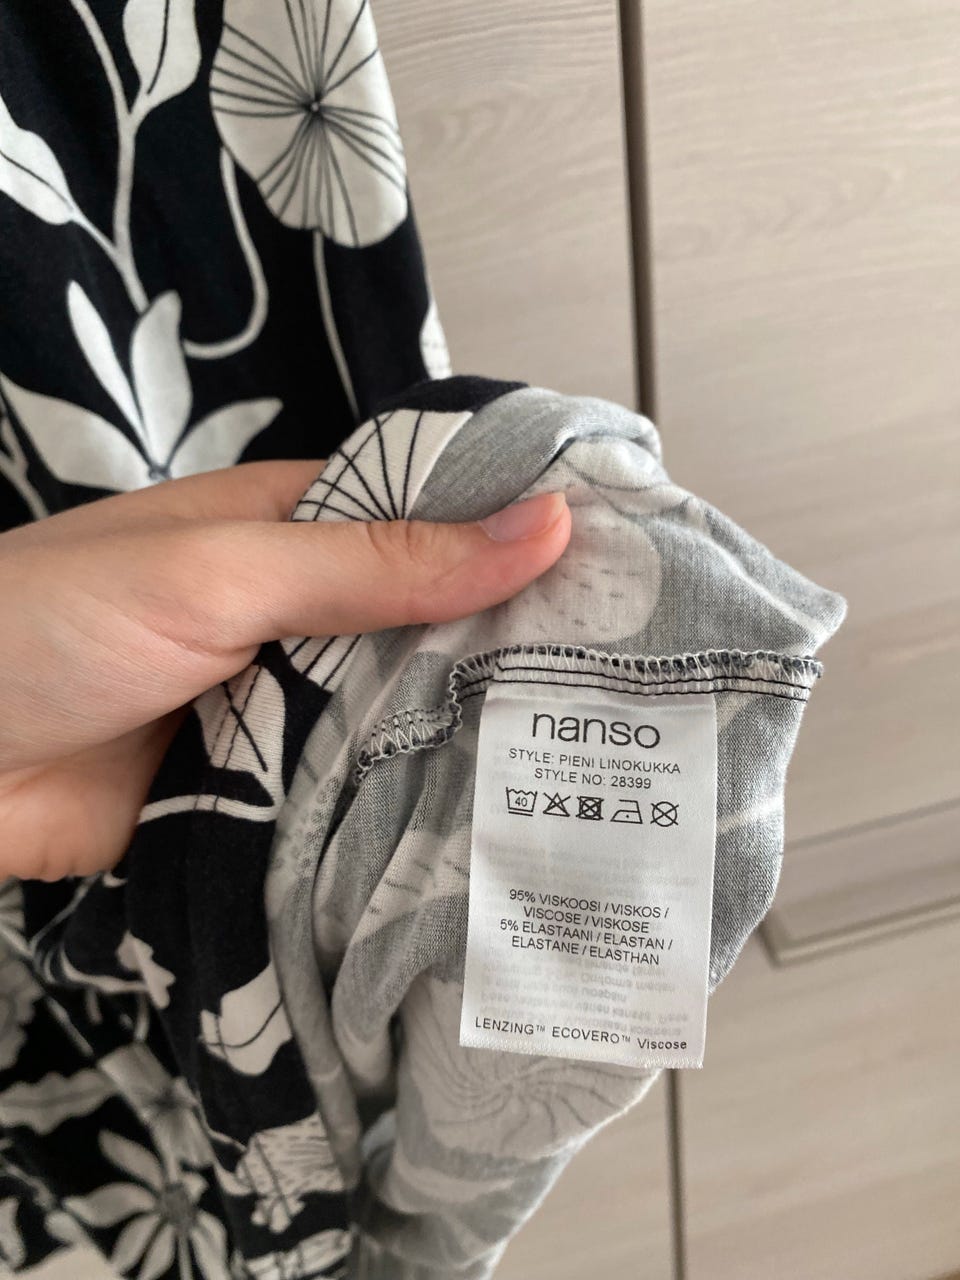 nanso
STYLE: PIENI LINOKUKKA
STYLE NO: 28399
40
95% VISKOOSI / VISKOS /
VISCOSE / VISKOSE
5% ELASTAANI / ELASTAN /
ELASTANE / ELASTHAN
LENZING™ ECOVERO™ Viscose